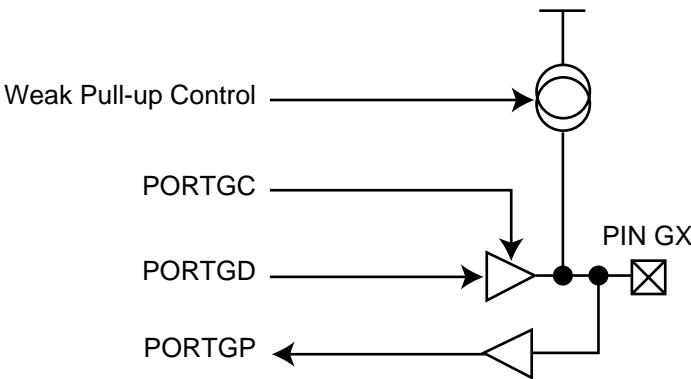 Weak Pull-up Control
PORTGC
PIN GX
PORTGD
PORTGP